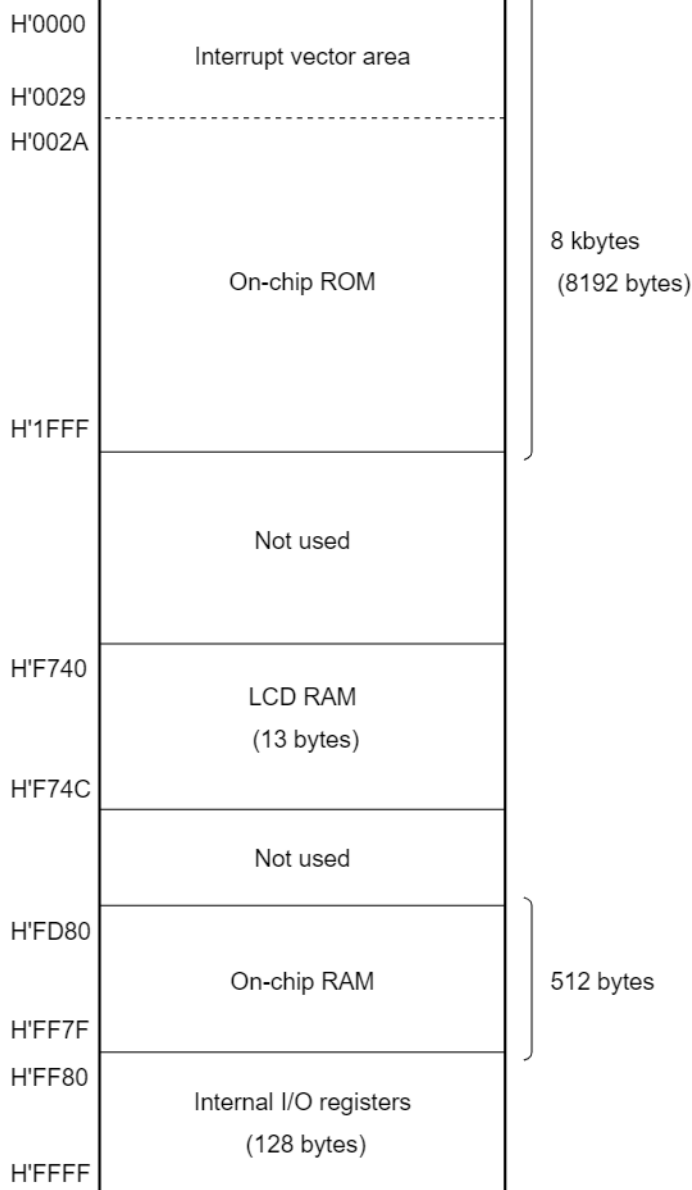 H'0000
Interrupt vector area
H'0029
H'002A
8 kbytes
(8192 bytes)
On-chip ROM
H'1FFF
Not used
H'F740
LCD RAM
(13 bytes)
H'F74C
Not used
H'FD80
On-chip RAM
512 bytes
H'FF7F
H'FF80
Internal I/O registers
(128 bytes)
H'FFFF